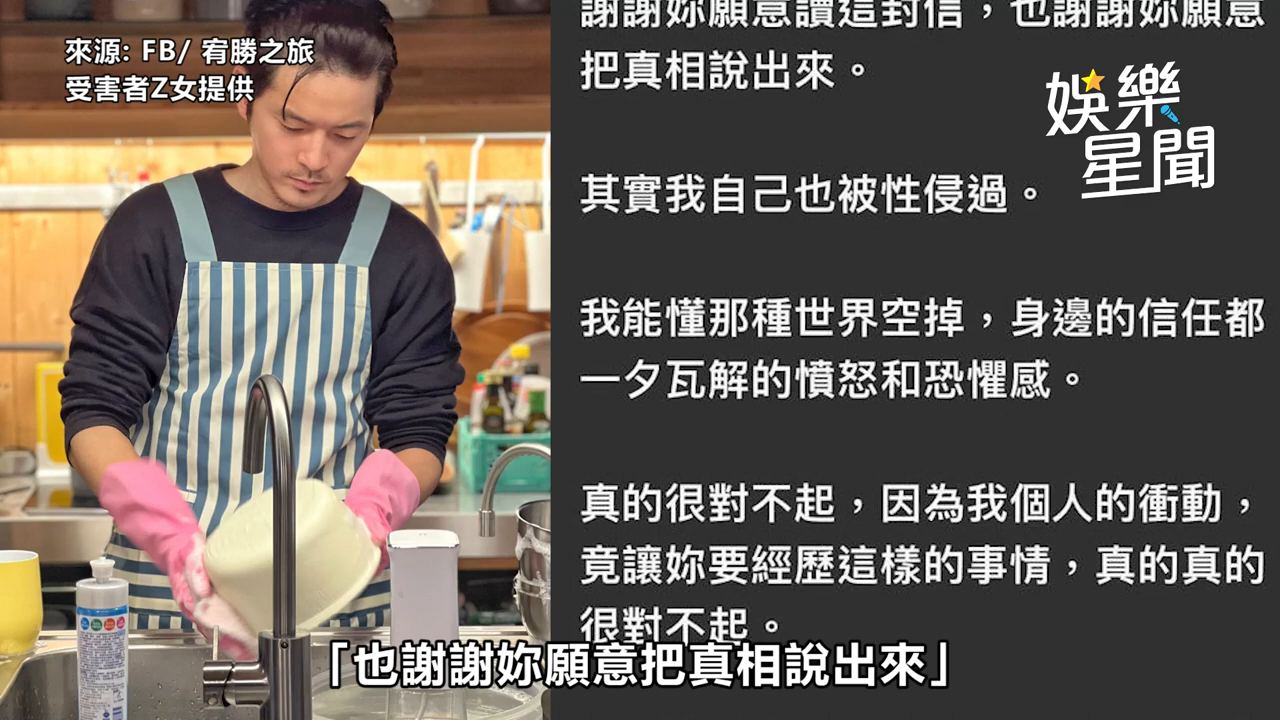 來源: FB/ 宥勝之旅
受害者Z女提供
謝謝妳願意讀這封信，也謝謝妳願意
把真相說出來。
娛樂
星聞
其實我自己也被性侵過。
我能懂那種世界空掉，身邊的信任都
一夕瓦解的憤怒和恐懼感。
真的很對不起，因為我個人的衝動，
竟讓妳要經歷這樣的事情，真的真的
很對不起。
「也謝謝妳願意把真相說出來」